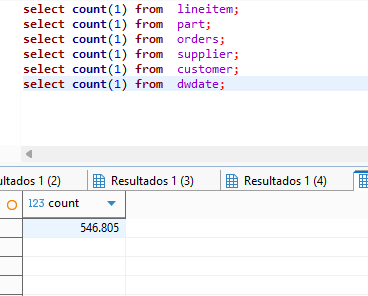 select count(1) from lineitem;
select count(1) from part;
select count(1) from orders;
select count(1) from supplier;
select count(1) from customer;
select count(1) from dwdate;
ultados 1 (2) Resultados 1 (3) Resultados 1 (4)
123 count
546.805